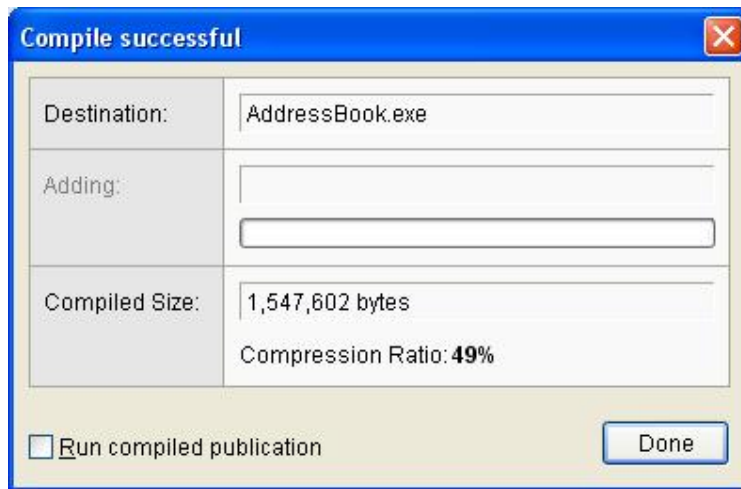 Compile successful
Destination: AddressBook.exe
Adding:
Compiled Size: 1,547,602 bytes
Compression Ratio: 49%
Run compiled publication
Done